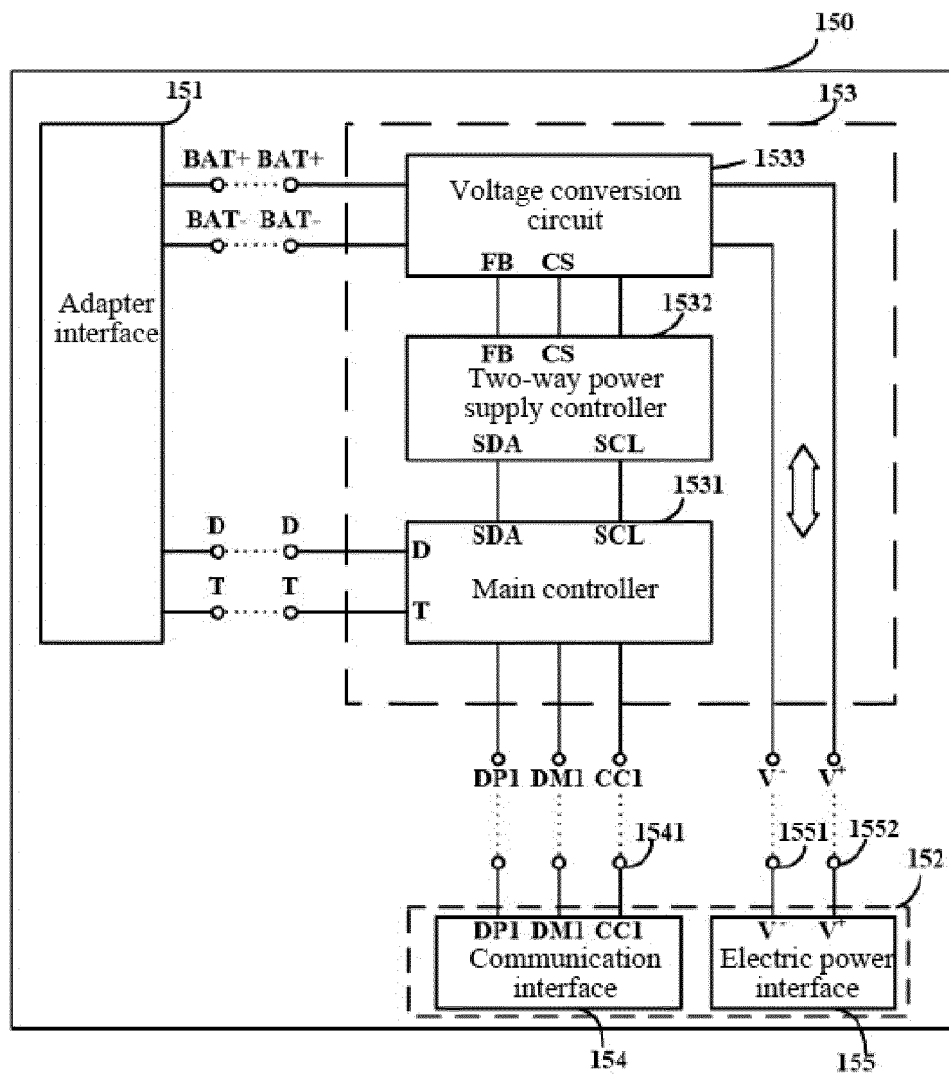 150
151
153
BAT+ BAT+
1533
Voltage conversion
circuit
BAT- BAT-
FB CS
1532
Adapter
interface
FB CS
Two-way power
supply controller
SDA SCL
1531
D D
D
SDA SCL
Main controller
T T
T
DP1 DM1 CC1 V- V+
1541 1551 1552
152
DP1 DM1 CC1
Communication
interface
V- V+
Electric power
interface
154 155